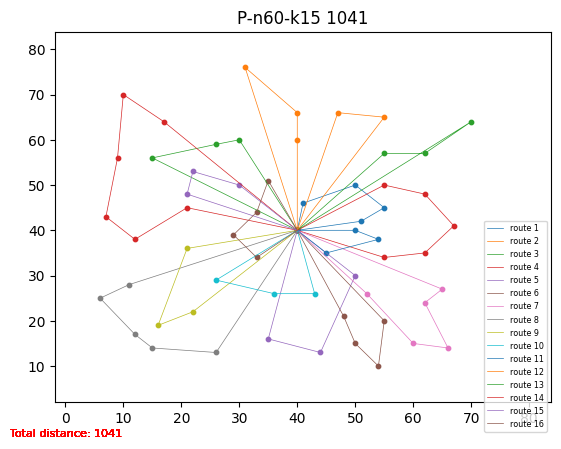 P-n60-k15 1041
80
70
60
50
40
30
20
10
0 10 20 30 40 50 60 70
route 1
route 2
route 3
route 4
route 5
route 6
route 7
route 8
route 9
route 10
route 11
route 12
route 13
route 14
route 15
route 16
Total distance: 1041